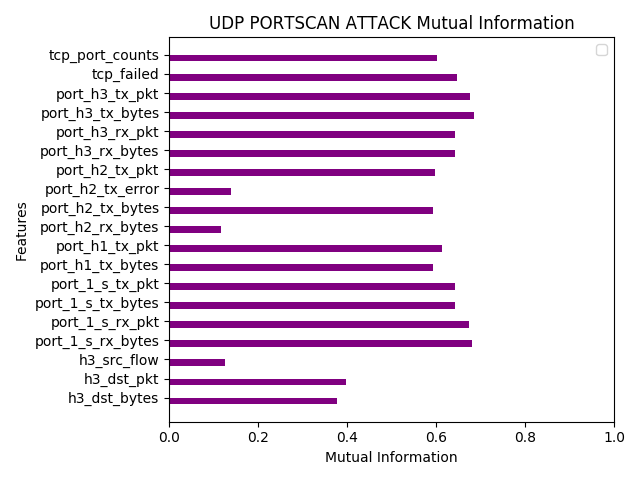 UDP PORTSCAN ATTACK Mutual Information
tcp_port_counts
tcp_failed
port_h3_tx_pkt
port_h3_tx_bytes
port_h3_rx_pkt
port_h3_rx_bytes
port_h2_tx_pkt
port_h2_tx_error
port_h2_tx_bytes
port_h2_rx_bytes
port_h1_tx_pkt
port_h1_tx_bytes
port_1_s_tx_pkt
port_1_s_tx_bytes
port_1_s_rx_pkt
port_1_s_rx_bytes
h3_src_flow
h3_dst_pkt
h3_dst_bytes
Features
0.0 0.2 0.4 0.6 0.8 1.0
Mutual Information